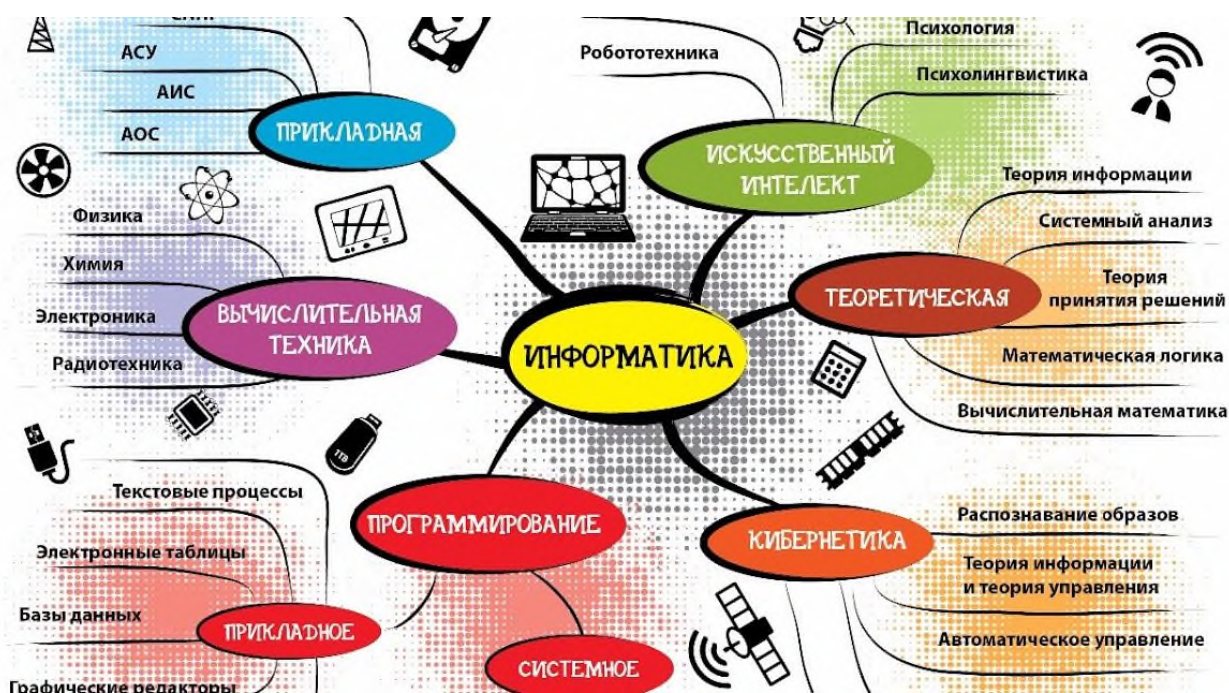 АСУ
АИС
АОС
ПРИКЛАДНАЯ
Робототехника
Психология
Психолингвистика
ИСКУССТВЕННЫЙ
ИНТЕЛЕКТ
Теория информации
Системный анализ
Теория
принятия решений
Математическая логика
Вычислительная математика
ТЕОРЕТИЧЕСКАЯ
Физика
Химия
Электроника
Радиотехника
ВЫЧИСЛИТЕЛЬНАЯ
ТЕХНИКА
ИНФОРМАТИКА
1TB
Текстовые процессы
Электронные таблицы
Базы данных
Графические редакторы
ПРОГРАММИРОВАНИЕ
ПРИКЛАДНОЕ
СИСТЕМНОЕ
КИБЕРНЕТИКА
Распознавание образов
Теория информации
и теория управления
Автоматическое управление